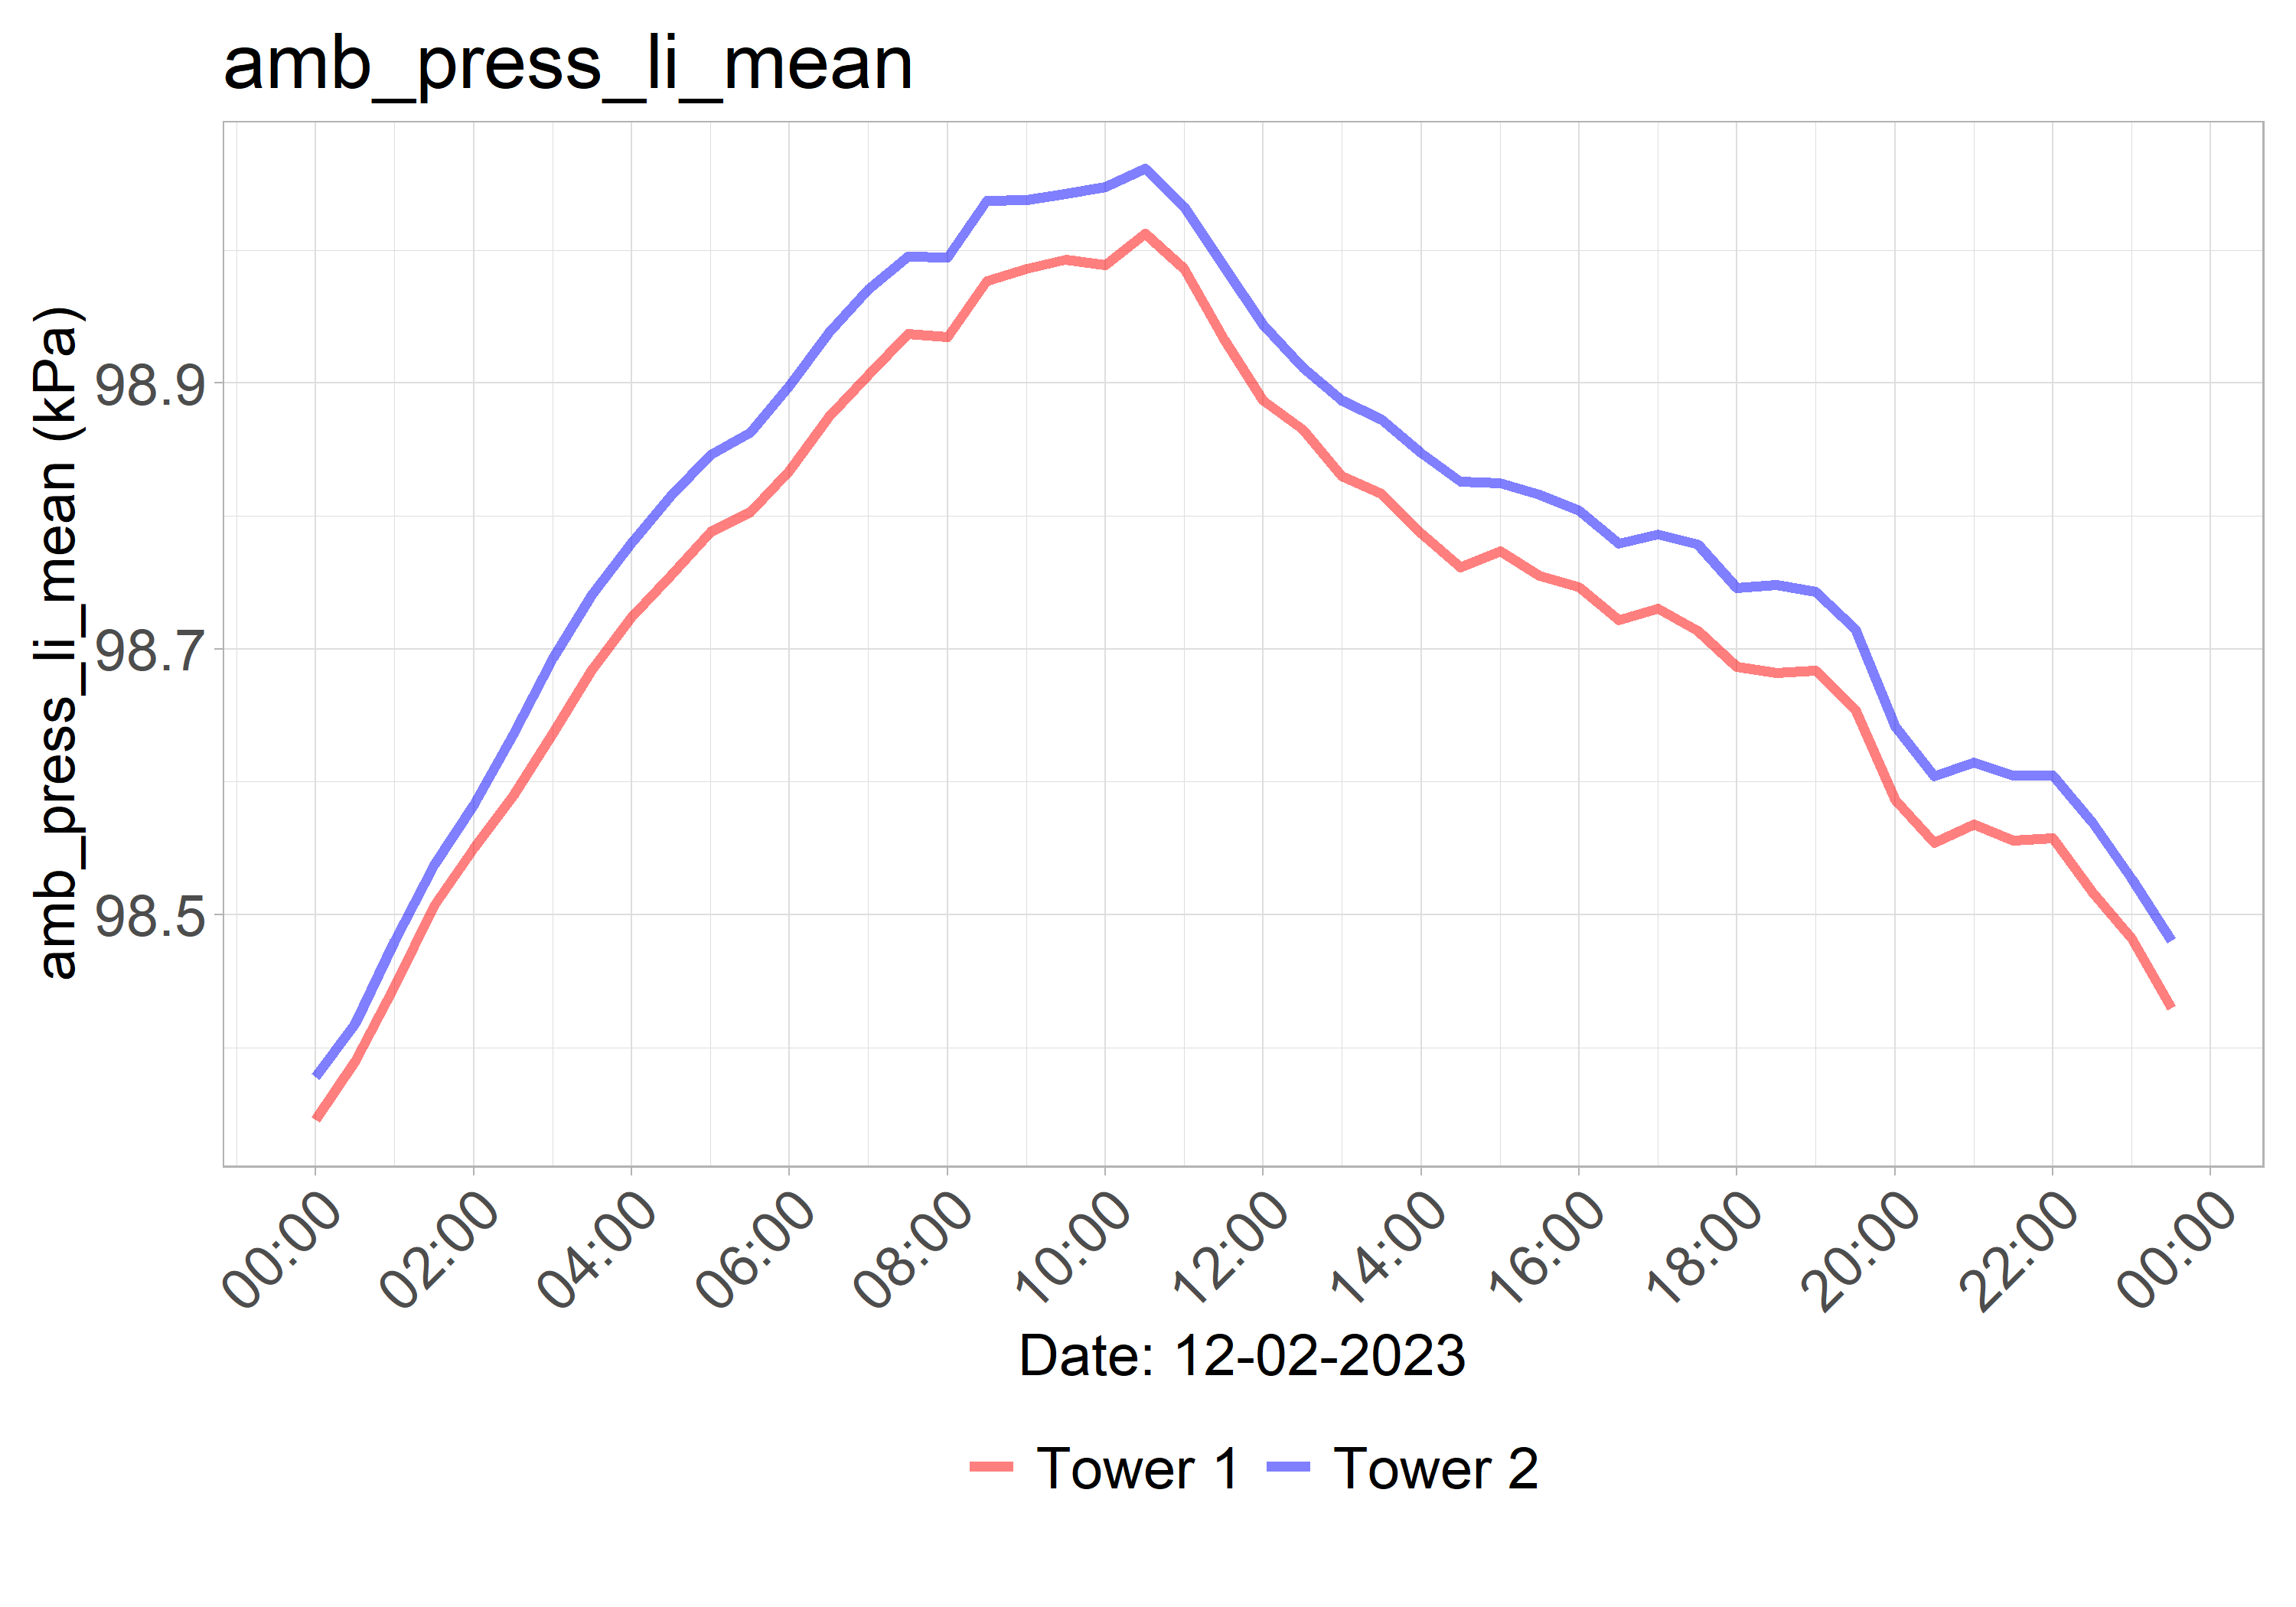 amb_press_li_mean
amb_press_li_mean (kPa)
98.9
98.7
98.5
00:00 02:00 04:00 06:00 08:00 10:00 12:00 14:00 16:00 18:00 20:00 22:00 00:00
Date: 12-02-2023
Tower 1 Tower 2